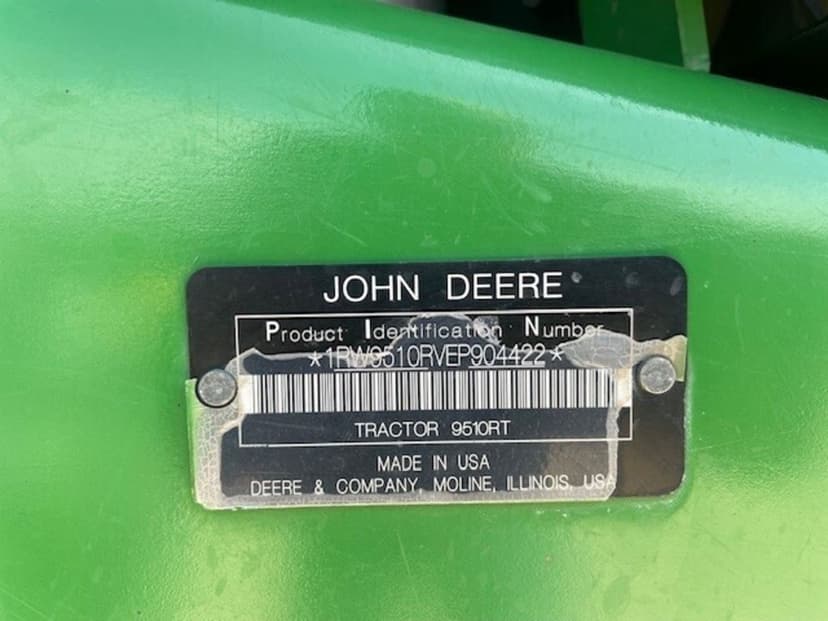 JOHN DEERE
Product Identification Number
*1RW9510RVEP904422*
TRACTOR 9510RT
MADE IN USA
DEERE & COMPANY, MOLINE, ILLINOIS, USA